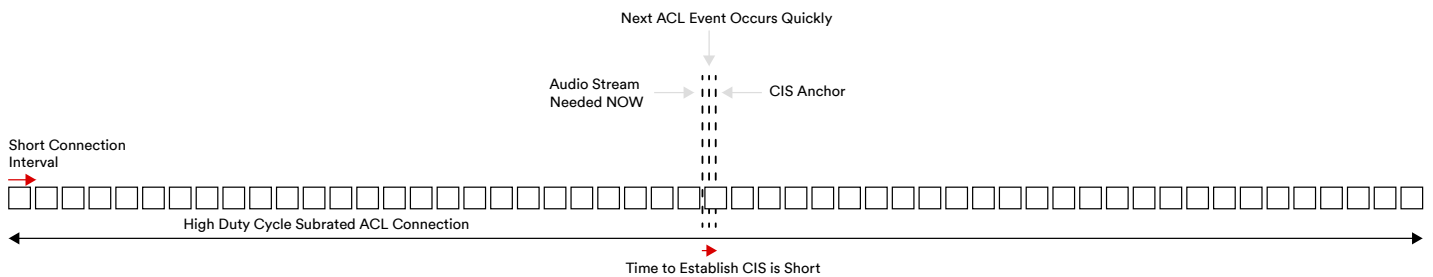 Next ACL Event Occurs Quickly
Audio Stream
Needed NOW
CIS Anchor
Short Connection
Interval
High Duty Cycle Subrated ACL Connection
Time to Establish CIS is Short